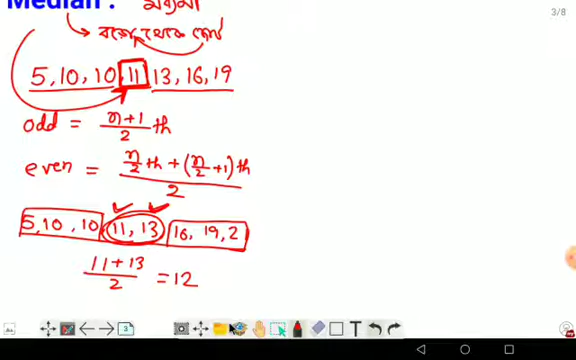 Median : মধ্যমা
থেকে
5, 10, 10 11 13, 16, 19
odd = n+1/2 th
even = n/2 th + (n/2 +1) th / 2
5, 10, 10 11, 13 16, 19, 2
11 + 13 / 2 = 12
3/8
3
T